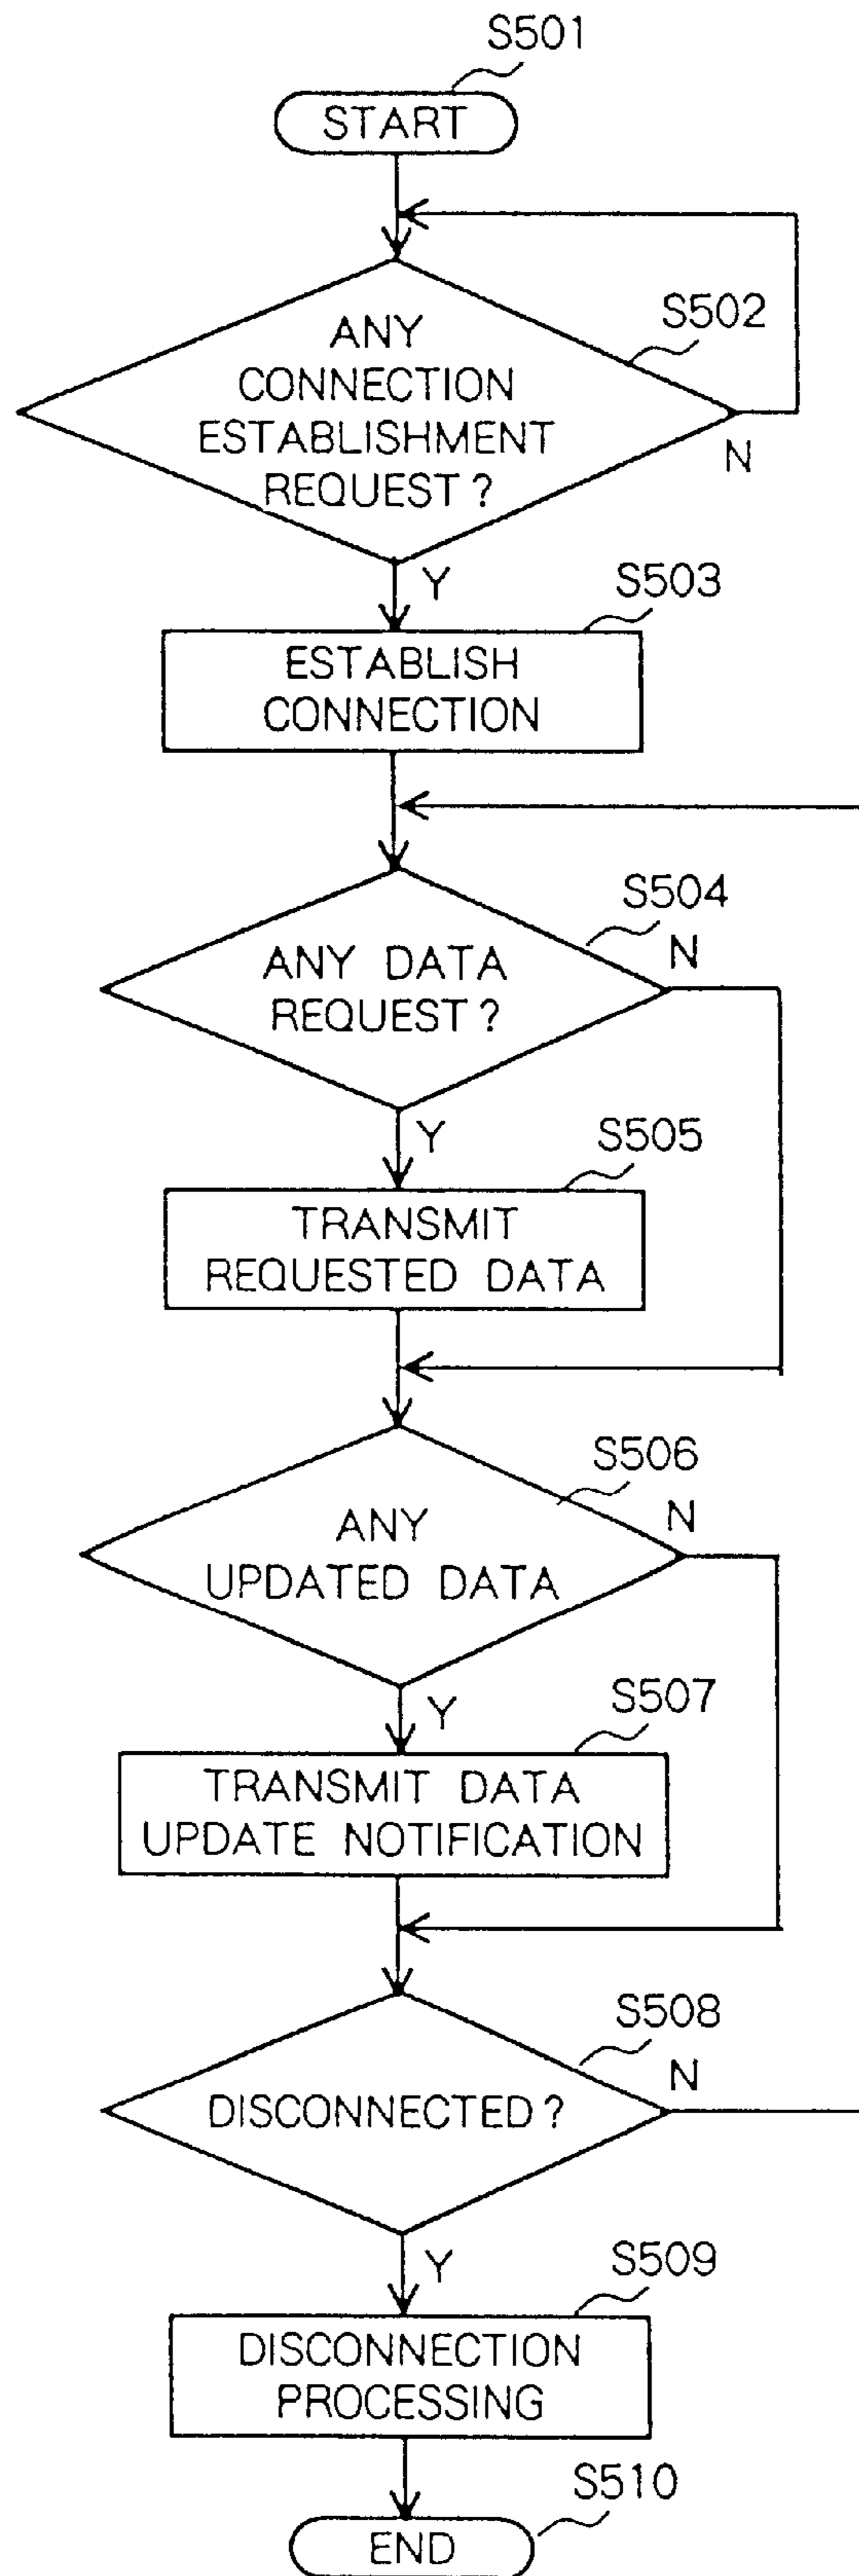 S501
START
S502
ANY
CONNECTION
ESTABLISHMENT
REQUEST?
N
Y
S503
ESTABLISH
CONNECTION
S504
N
ANY DATA
REQUEST?
Y
S505
TRANSMIT
REQUESTED DATA
S506
N
ANY
UPDATED DATA
Y
S507
TRANSMIT DATA
UPDATE NOTIFICATION
S508
N
DISCONNECTED?
Y
S509
DISCONNECTION
PROCESSING
S510
END